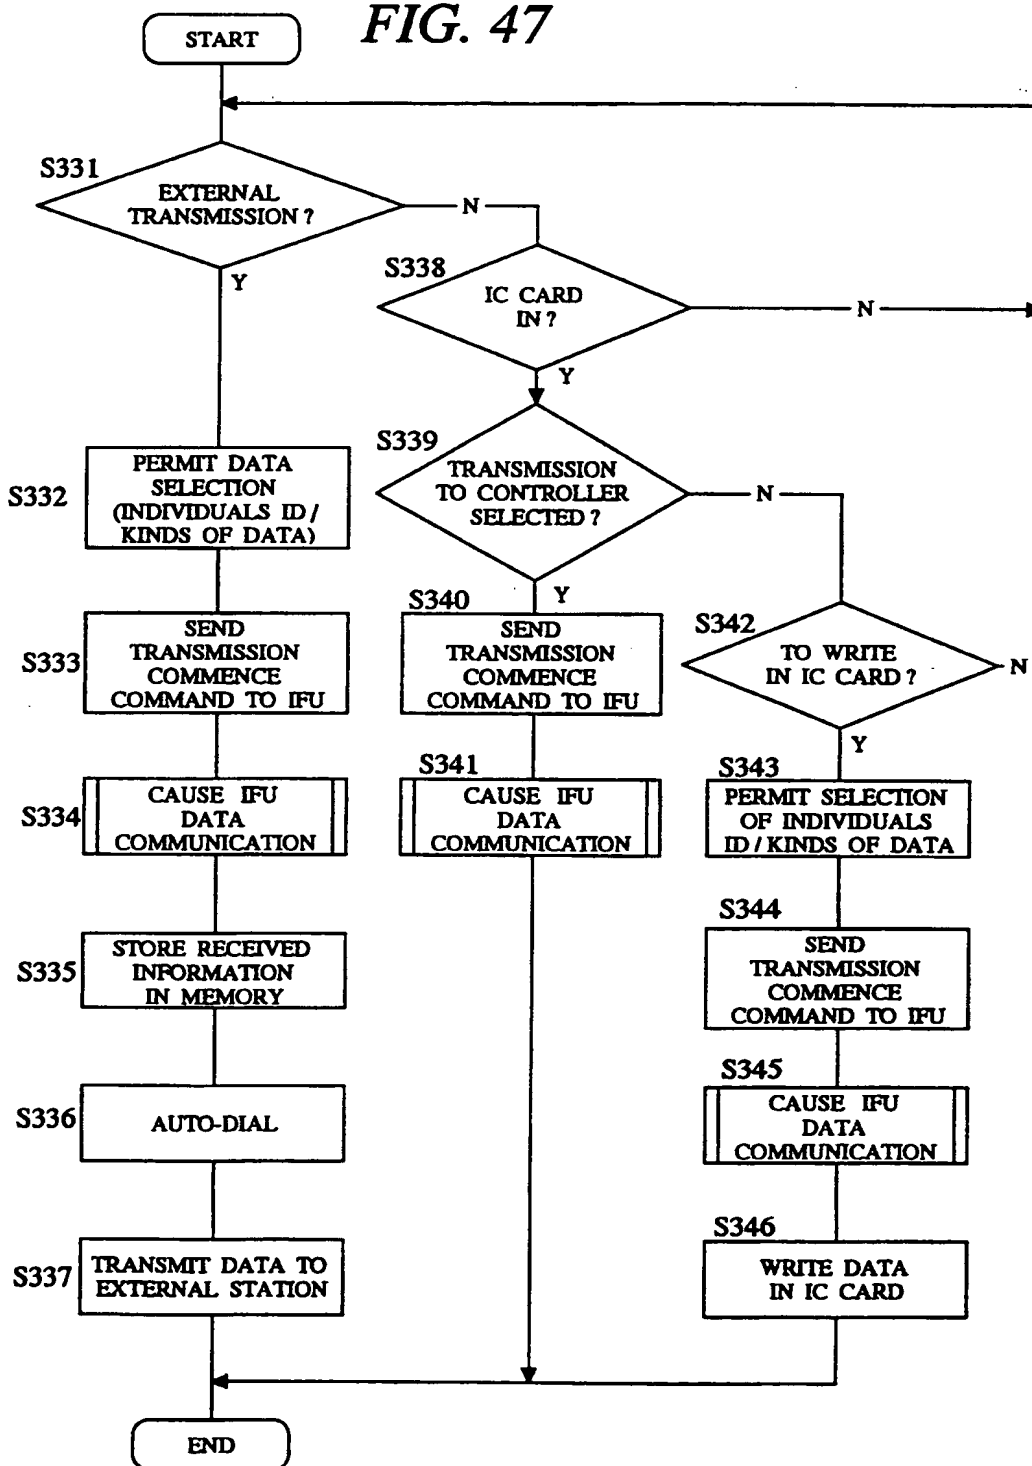 FIG. 47
START
S331
EXTERNAL
TRANSMISSION ?
N
Y
S338
IC CARD
IN ?
N
Y
S339
TRANSMISSION
TO CONTROLLER
SELECTED ?
N
Y
S332
PERMIT DATA
SELECTION
(INDIVIDUALS ID /
KINDS OF DATA)
S333
SEND
TRANSMISSION
COMMENCE
COMMAND TO IFU
S340
SEND
TRANSMISSION
COMMENCE
COMMAND TO IFU
S342
TO WRITE
IN IC CARD ?
N
Y
S334
CAUSE IFU
DATA
COMMUNICATION
S341
CAUSE IFU
DATA
COMMUNICATION
S343
PERMIT SELECTION
OF INDIVIDUALS
ID / KINDS OF DATA
S335
STORE RECEIVED
INFORMATION
IN MEMORY
S344
SEND
TRANSMISSION
COMMENCE
COMMAND TO IFU
S336
AUTO-DIAL
S345
CAUSE IFU
DATA
COMMUNICATION
S337
TRANSMIT DATA TO
EXTERNAL STATION
S346
WRITE DATA
IN IC CARD
END